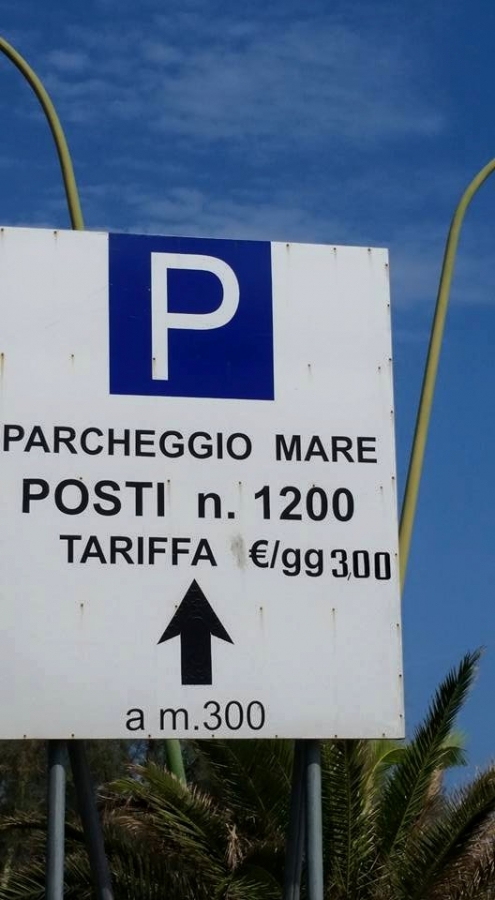 P
PARCHEGGIO MARE
POSTI n. 1200
TARIFFA €/gg 3,00
a m.300